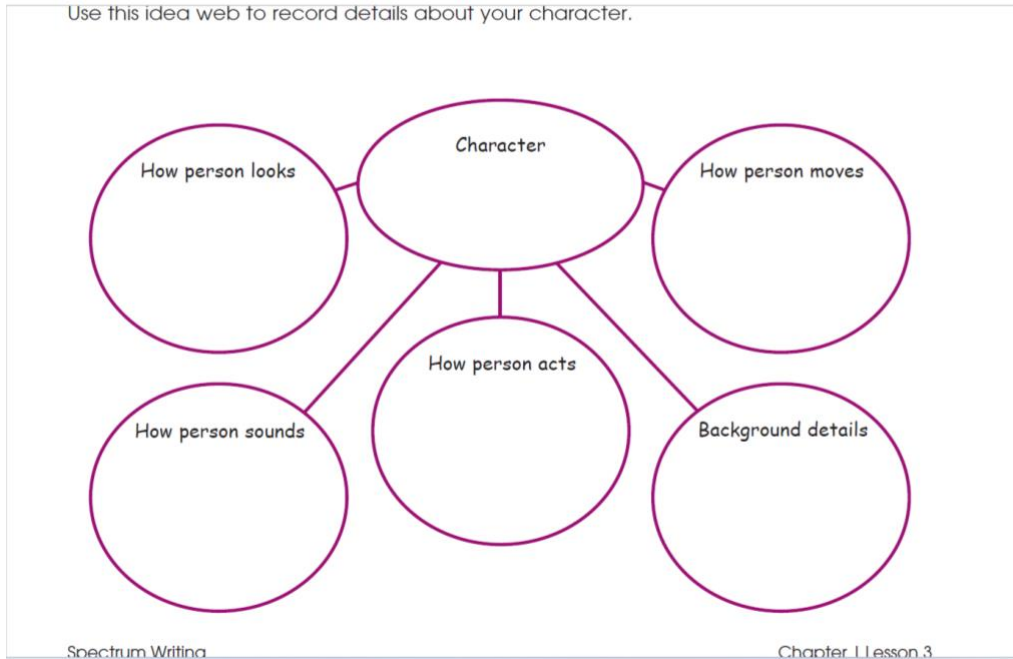 Use this idea web to record details about your character.
Character
How person looks
How person moves
How person acts
How person sounds
Background details
Spectrum Writing
Chapter 1 Lesson 3